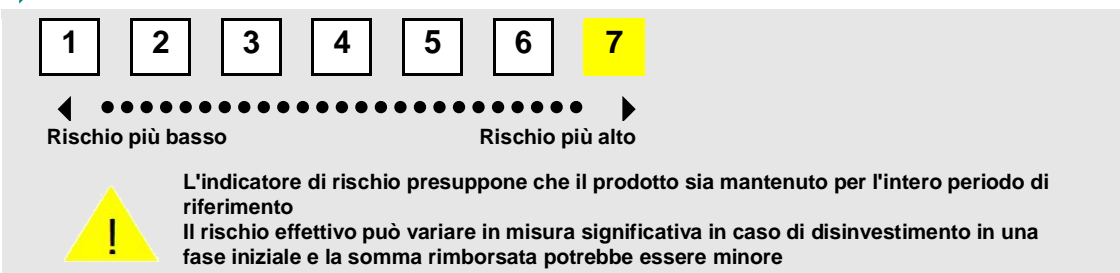 1 2 3 4 5 6 7
Rischio più basso Rischio più alto
L'indicatore di rischio presuppone che il prodotto sia mantenuto per l'intero periodo di
riferimento
Il rischio effettivo può variare in misura significativa in caso di disinvestimento in una
fase iniziale e la somma rimborsata potrebbe essere minore
!